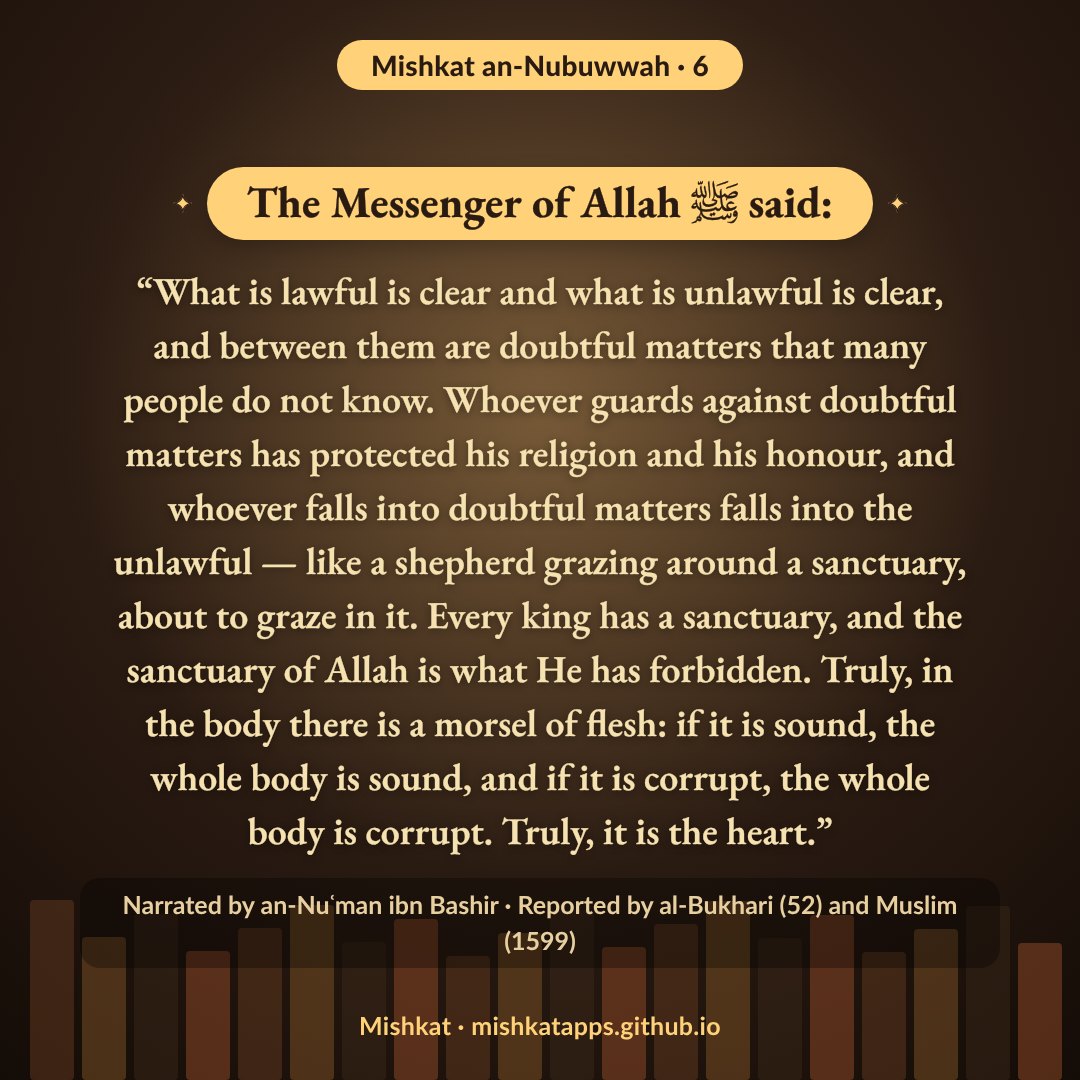 Mishkat an-Nubuwwah · 6
The Messenger of Allah ﷺ said:
“What is lawful is clear and what is unlawful is clear,
and between them are doubtful matters that many
people do not know. Whoever guards against doubtful
matters has protected his religion and his honour, and
whoever falls into doubtful matters falls into the
unlawful — like a shepherd grazing around a sanctuary,
about to graze in it. Every king has a sanctuary, and the
sanctuary of Allah is what He has forbidden. Truly, in
the body there is a morsel of flesh: if it is sound, the
whole body is sound, and if it is corrupt, the whole
body is corrupt. Truly, it is the heart.”
Narrated by an-Nuʿman ibn Bashir · Reported by al-Bukhari (52) and Muslim
(1599)
Mishkat · mishkatapps.github.io